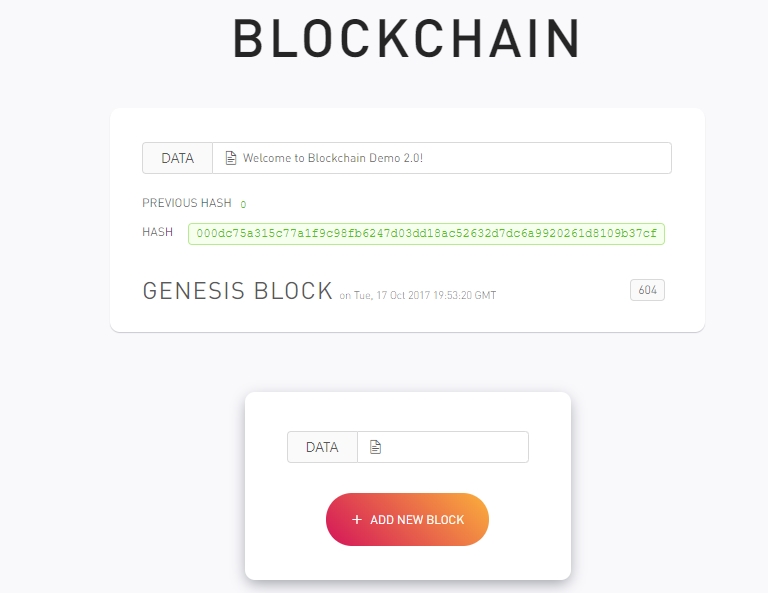 BLOCKCHAIN
DATA Welcome to Blockchain Demo 2.0!
PREVIOUS HASH 0
HASH 000dc75a315c77a1f9c98fb6247d03dd18ac52632d7dc6a9920261d8109b37cf
GENESIS BLOCK on Tue, 17 Oct 2017 19:53:20 GMT 604
DATA
+ ADD NEW BLOCK